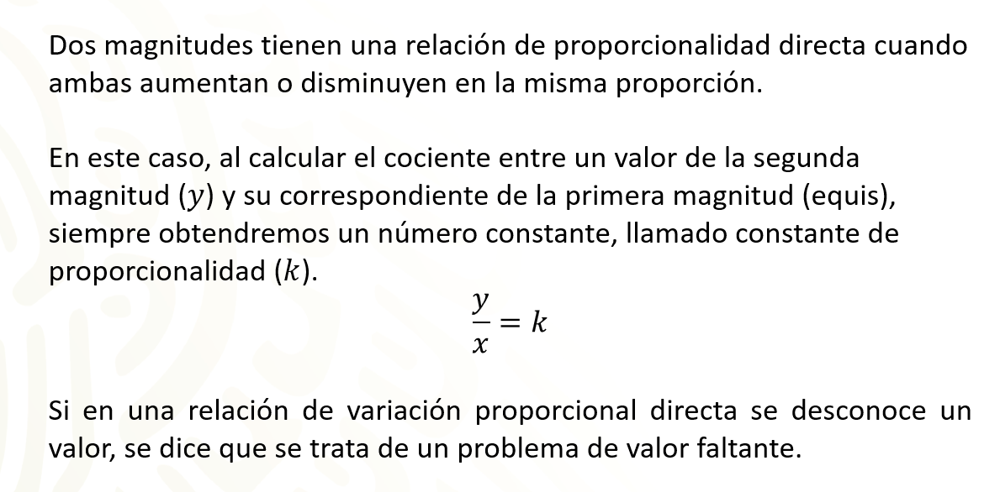 Dos magnitudes tienen una relación de proporcionalidad directa cuando
ambas aumentan o disminuyen en la misma proporción.
En este caso, al calcular el cociente entre un valor de la segunda
magnitud (y) y su correspondiente de la primera magnitud (equis),
siempre obtendremos un número constante, llamado constante de
proporcionalidad (k).
y/x = k
Si en una relación de variación proporcional directa se desconoce un
valor, se dice que se trata de un problema de valor faltante.